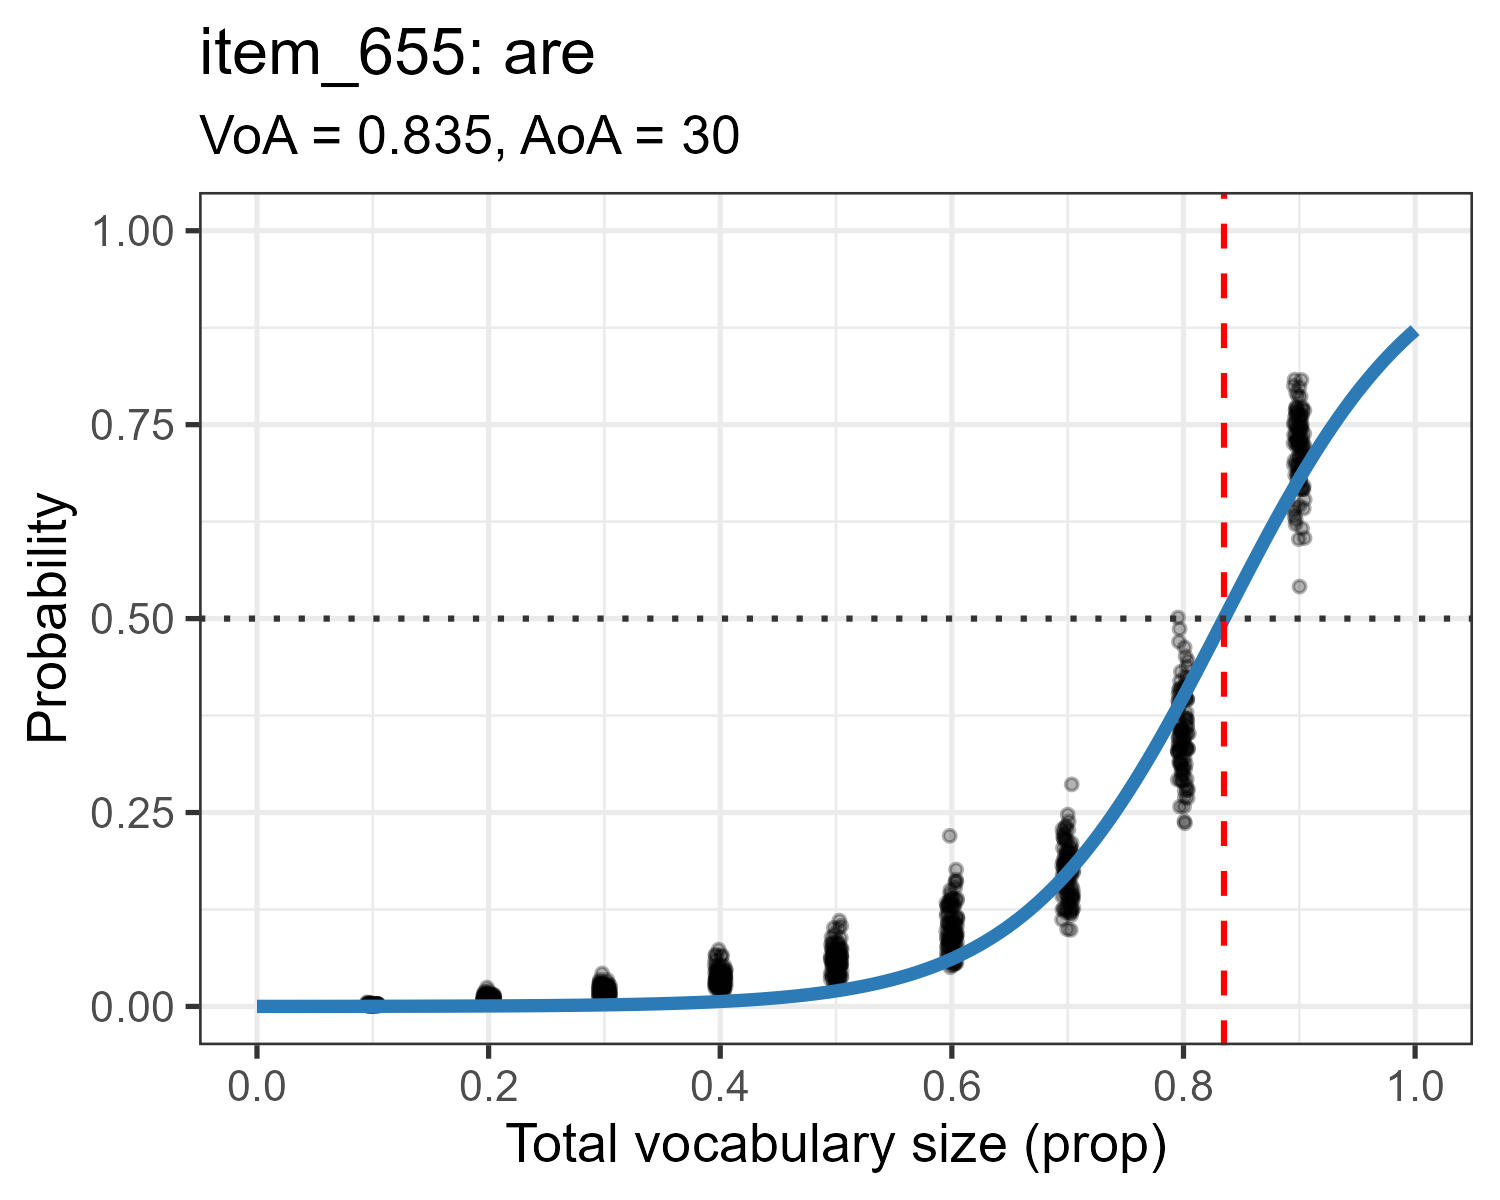 item_655: are
VoA = 0.835, AoA = 30
1.00
0.75
0.50
0.25
0.00
Probability
0.0 0.2 0.4 0.6 0.8 1.0
Total vocabulary size (prop)